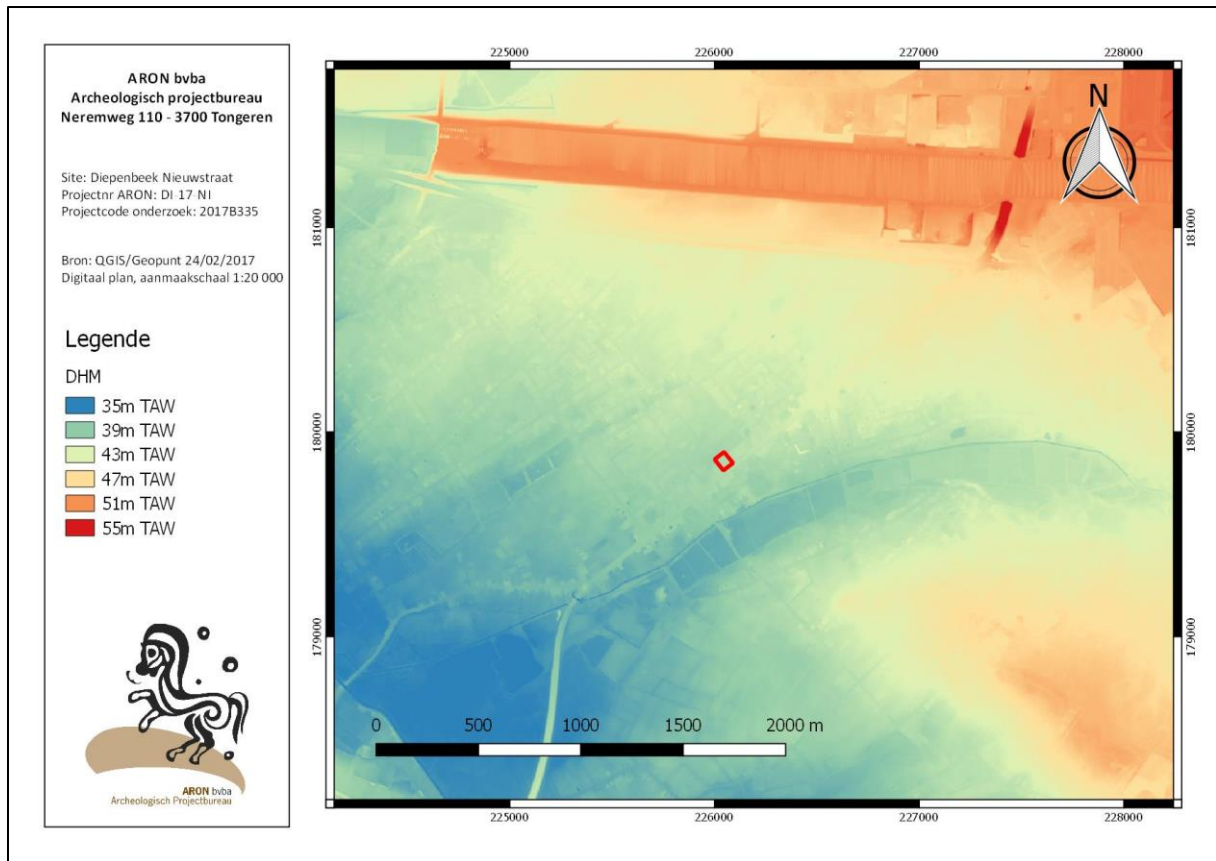 ARON bvba
Archeologisch projectbureau
Neremweg 110 - 3700 Tongeren
Site: Diepenbeek Nieuwstraat
Projectnr ARON: DI-17-NI
Projectcode onderzoek: 2017B335
Bron: QGIS/Geopunt 24/02/2017
Digitaal plan, aanmaakschaal 1:20 000
Legende
DHM
35m TAW
39m TAW
43m TAW
47m TAW
51m TAW
55m TAW
ARON bvba
Archeologisch Projectbureau
225000 226000 227000 228000
N
181000 181000
180000 180000
179000 179000
0 500 1000 1500 2000 m
225000 226000 227000 228000